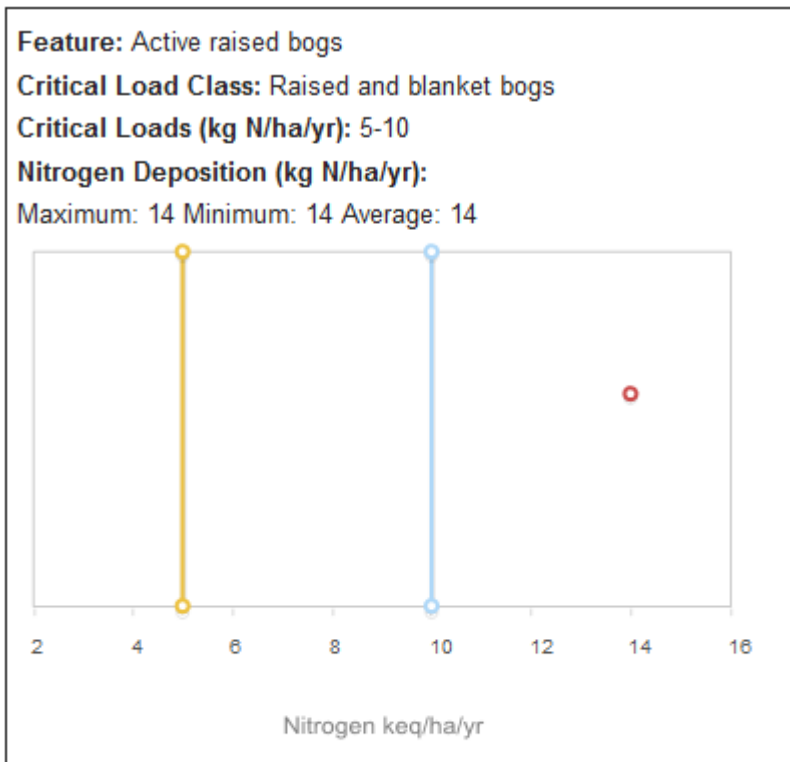 Feature: Active raised bogs
Critical Load Class: Raised and blanket bogs
Critical Loads (kg N/ha/yr): 5-10
Nitrogen Deposition (kg N/ha/yr):
Maximum: 14 Minimum: 14 Average: 14
2 4 6 8 10 12 14 16
Nitrogen keq/ha/yr